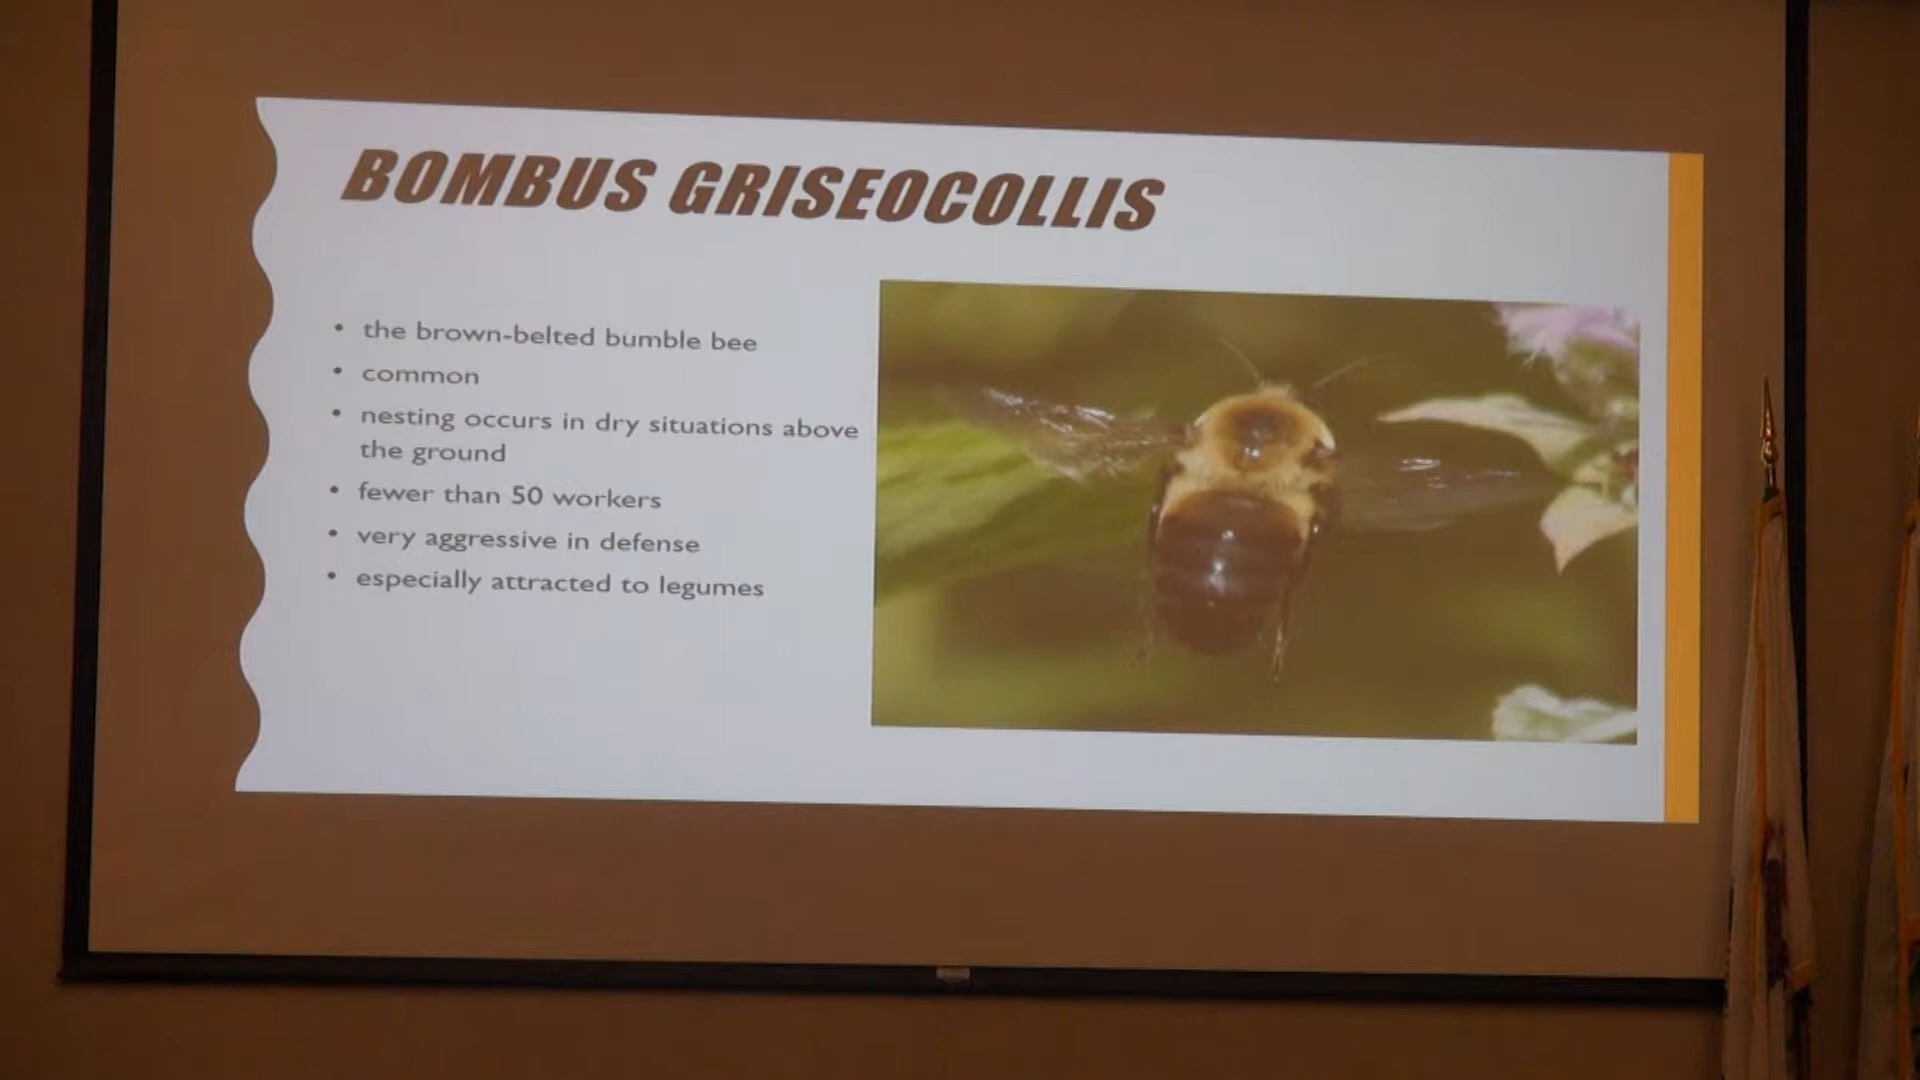 BOMBUS GRISEOCOLLIS
• the brown-belted bumble bee
• common
• nesting occurs in dry situations above
the ground
• fewer than 50 workers
• very aggressive in defense
• especially attracted to legumes